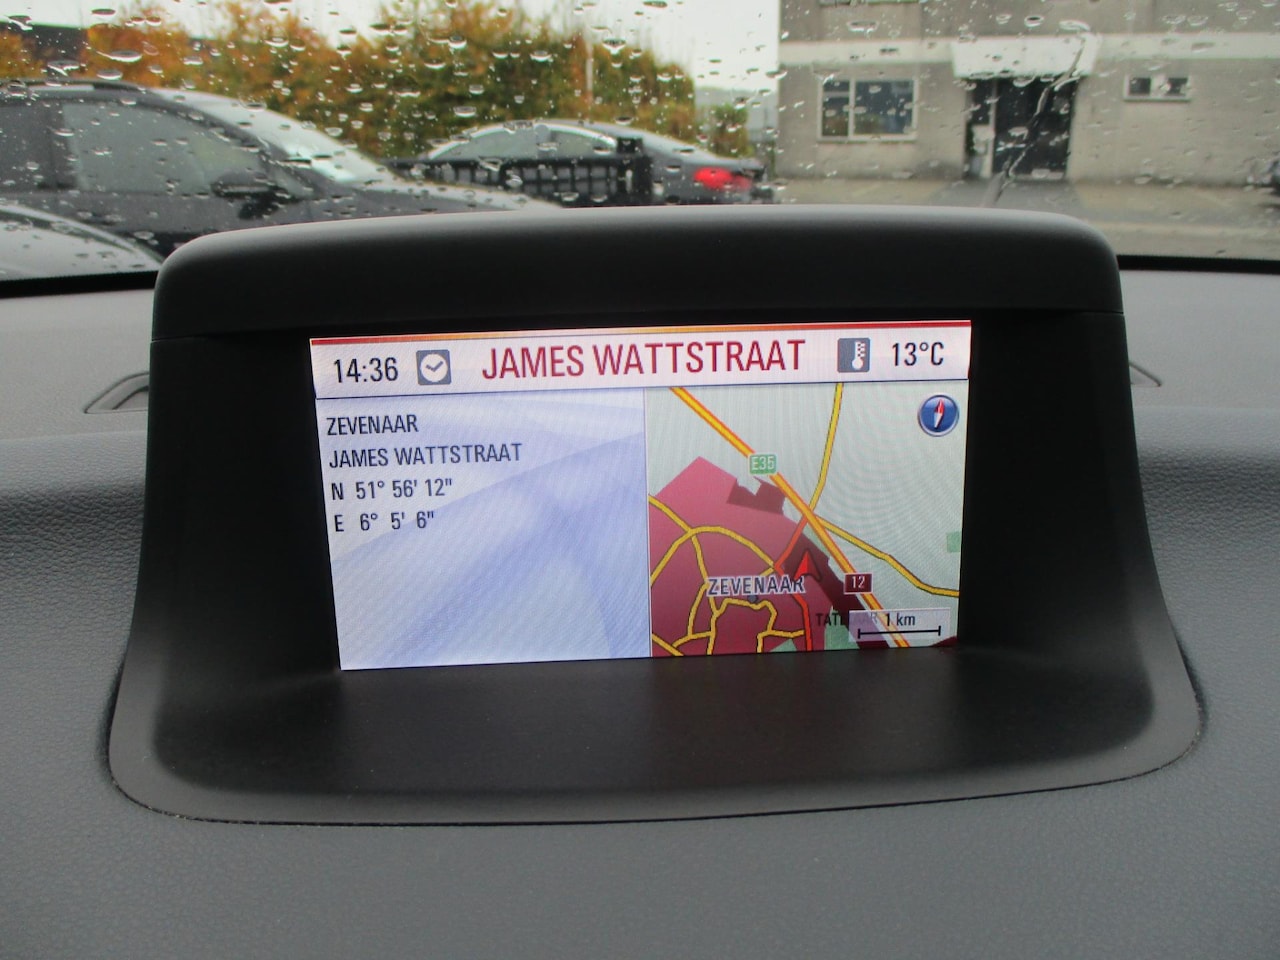 14:36 JAMES WATTSTRAAT 13°C
ZEVENAAR
JAMES WATTSTRAAT
N 51° 56' 12"
E 6° 5' 6"
E35
ZEVENAAR
12
1 km